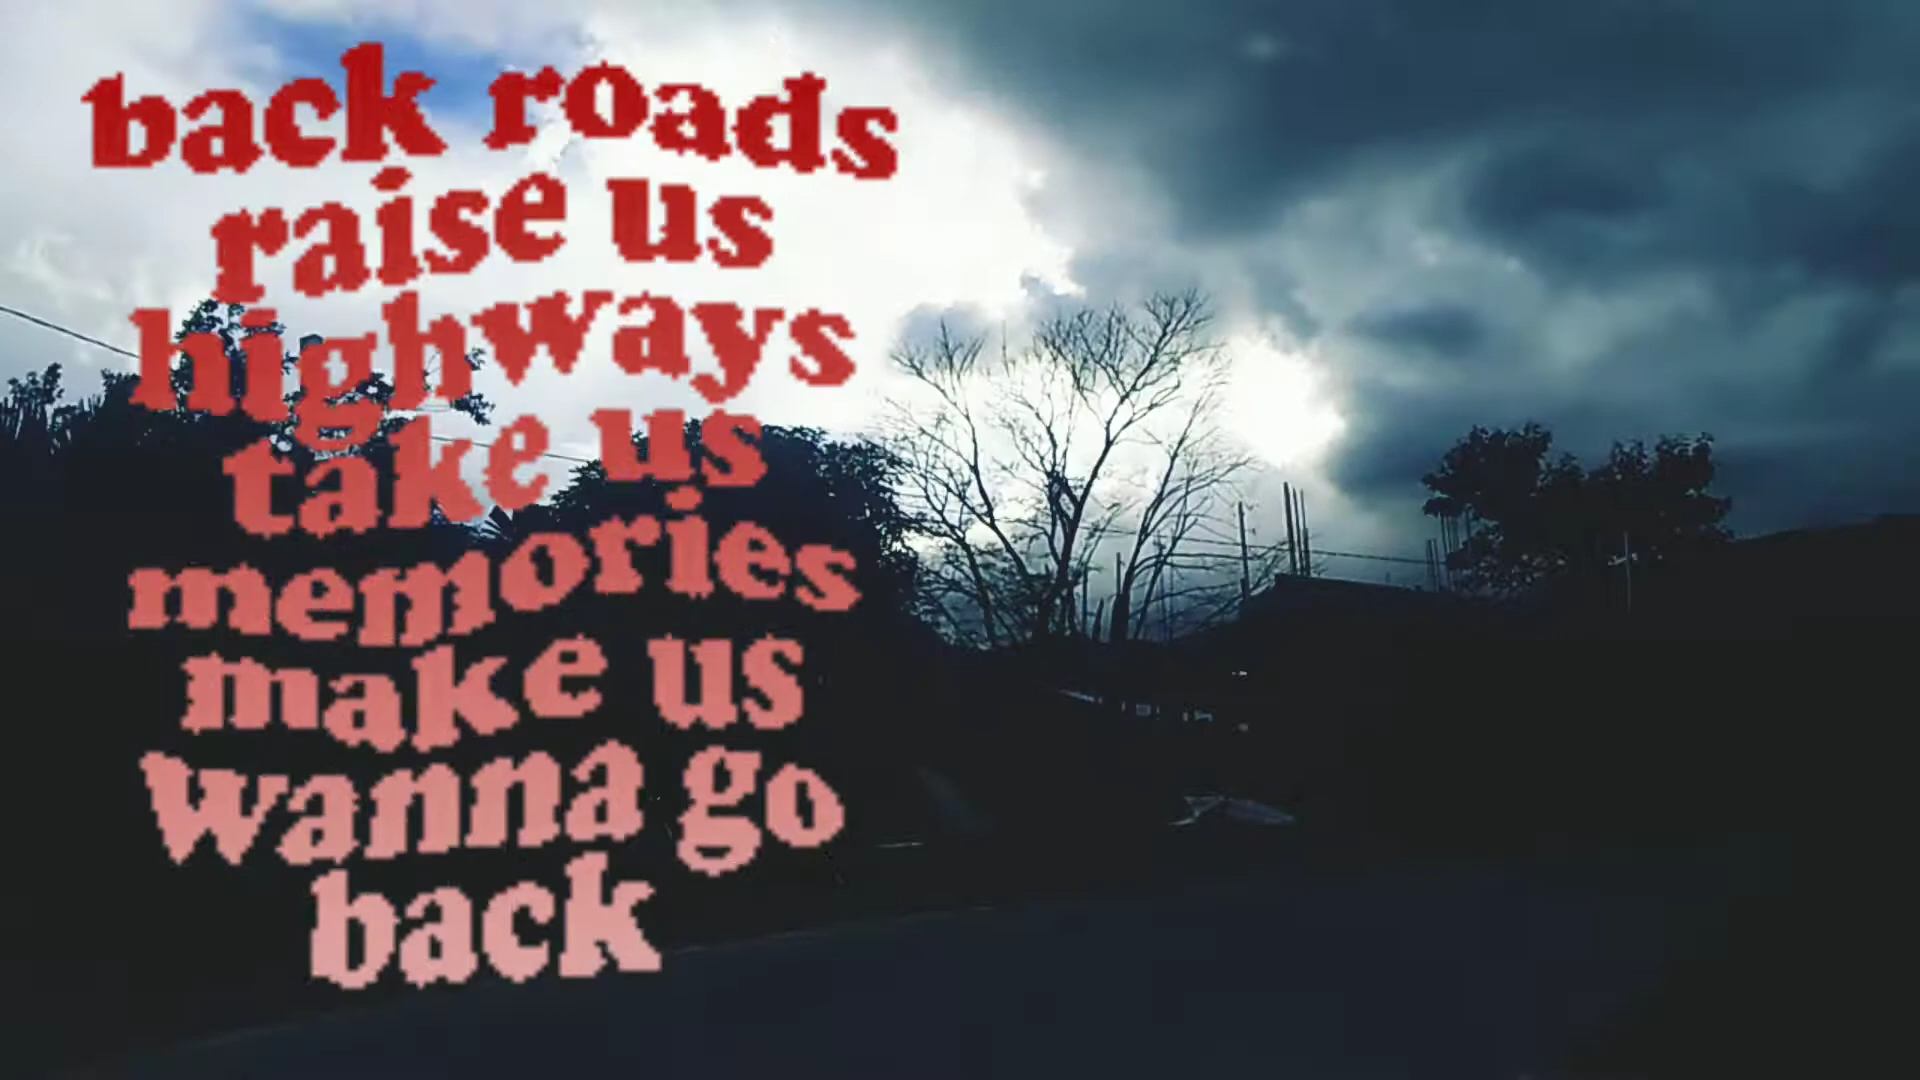 back roads
raise us
highways
take us
memories
make us
wanna go
back